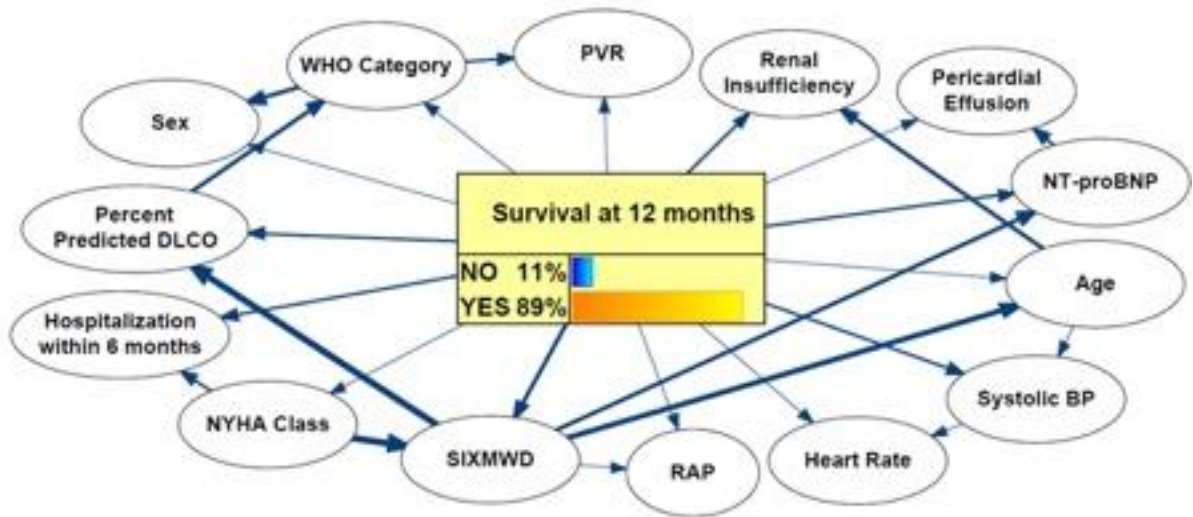 WHO Category
PVR
Renal
Insufficiency
Pericardial
Effusion
Sex
NT-proBNP
Percent
Predicted DLCO
Survival at 12 months
NO 11%
YES 89%
Age
Hospitalization
within 6 months
Systolic BP
NYHA Class
SIXMWD
RAP
Heart Rate